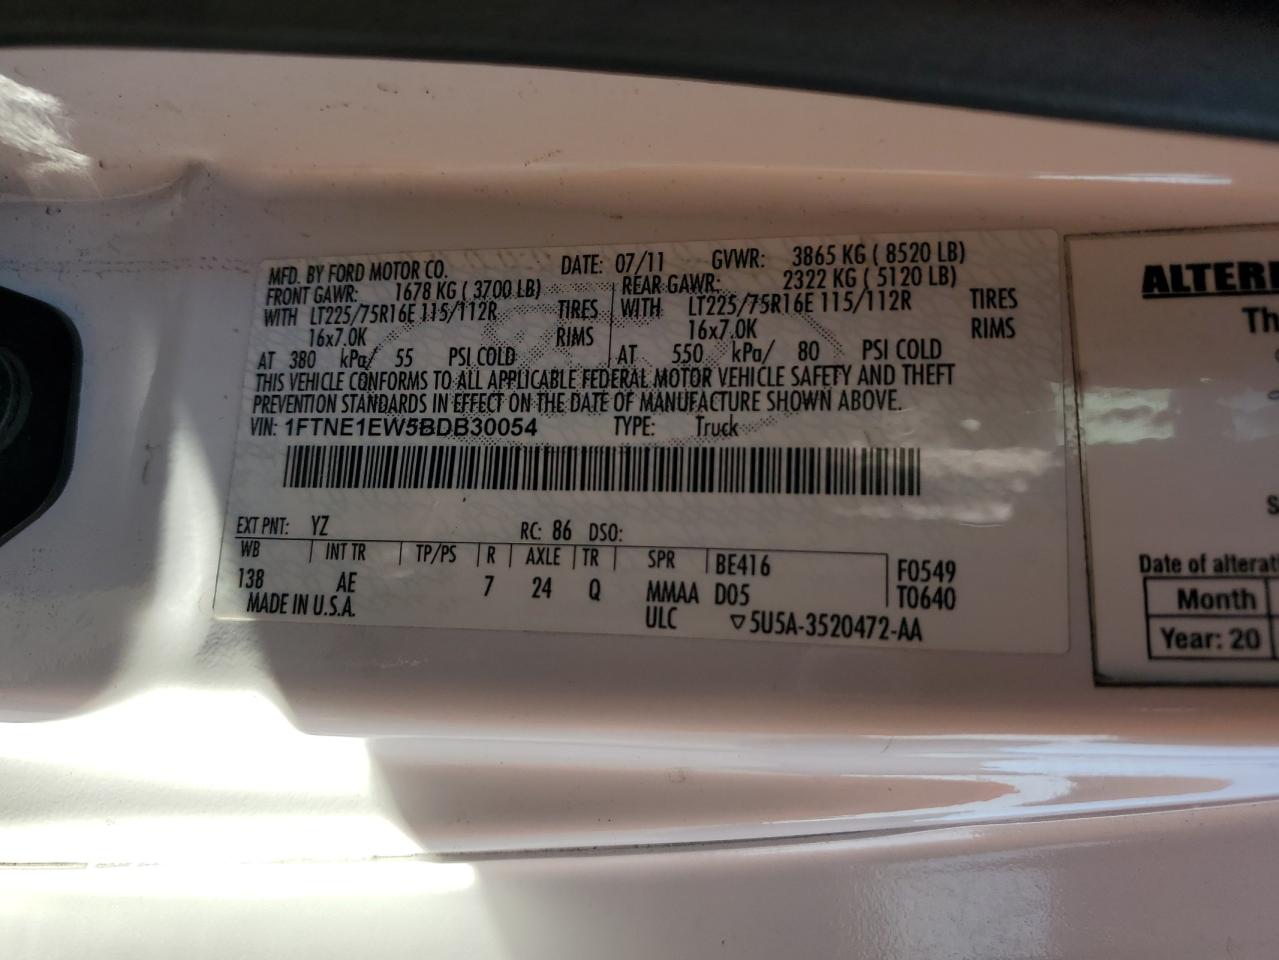 MFD. BY FORD MOTOR CO. DATE: 07/11 GVWR: 3865 KG ( 8520 LB)
FRONT GAWR: 1678 KG ( 3700 LB) REAR GAWR: 2322 KG ( 5120 LB)
WITH LT225/75R16E 115/112R TIRES WITH LT225/75R16E 115/112R TIRES
16x7.0K RIMS 16x7.0K RIMS
AT 380 kPa/ 55 PSI COLD AT 550 kPa/ 80 PSI COLD
THIS VEHICLE CONFORMS TO ALL APPLICABLE FEDERAL MOTOR VEHICLE SAFETY AND THEFT
PREVENTION STANDARDS IN EFFECT ON THE DATE OF MANUFACTURE SHOWN ABOVE.
VIN: 1FTNE1EW5BDB30054 TYPE: Truck
EXT PNT: YZ RC: 86 DSO:
WB INT TR TP/PS R AXLE TR SPR BE416 F0549
138 AE 7 24 Q MMAA D05 T0640
MADE IN U.S.A. ULC ▽5U5A-3520472-AA
ALTERE
Th
S
Date of alterat
Month
Year: 20